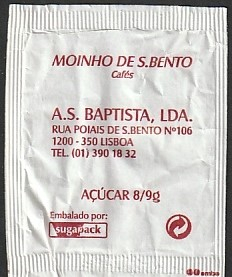 MOINHO DE S.BENTO
Cafés
A.S. BAPTISTA, LDA.
RUA POIAIS DE S.BENTO Nº106
1200 - 350 LISBOA
TEL. (01) 390 18 32
AÇÚCAR 8/9g
Embalado por:
sugapack
emba